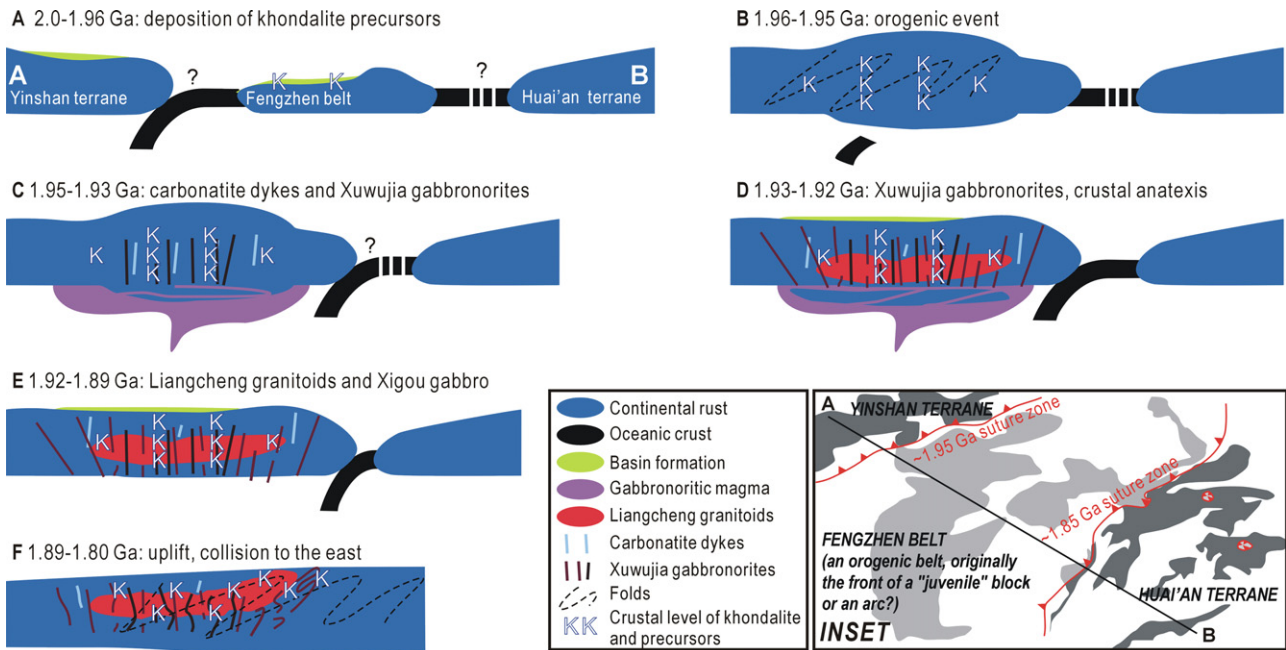 A 2.0-1.96 Ga: deposition of khondalite precursors
A
?
?
B
K K
Yinshan terrane
Fengzhen belt
Huai'an terrane
B 1.96-1.95 Ga: orogenic event
K K K K
K K
K K
C 1.95-1.93 Ga: carbonatite dykes and Xuwujia gabbronorites
K K
K K K K
K K
?
D 1.93-1.92 Ga: Xuwujia gabbronorites, crustal anatexis
K K
K K K K
K K
E 1.92-1.89 Ga: Liangcheng granitoids and Xigou gabbro
K K
K K K K
K K
F 1.89-1.80 Ga: uplift, collision to the east
K K K
K K K
K K
Continental rust
Oceanic crust
Basin formation
Gabbronoritic magma
Liangcheng granitoids
Carbonatite dykes
Xuwujia gabbronorites
Folds
KK Crustal level of khondalite
and precursors
A
YINSHAN TERRANE
~1.95 Ga suture zone
~1.85 Ga suture zone
FENGZHEN BELT
(an orogenic belt, originally
the front of a "juvenile" block
or an arc?)
HUAI'AN TERRANE
INSET
B